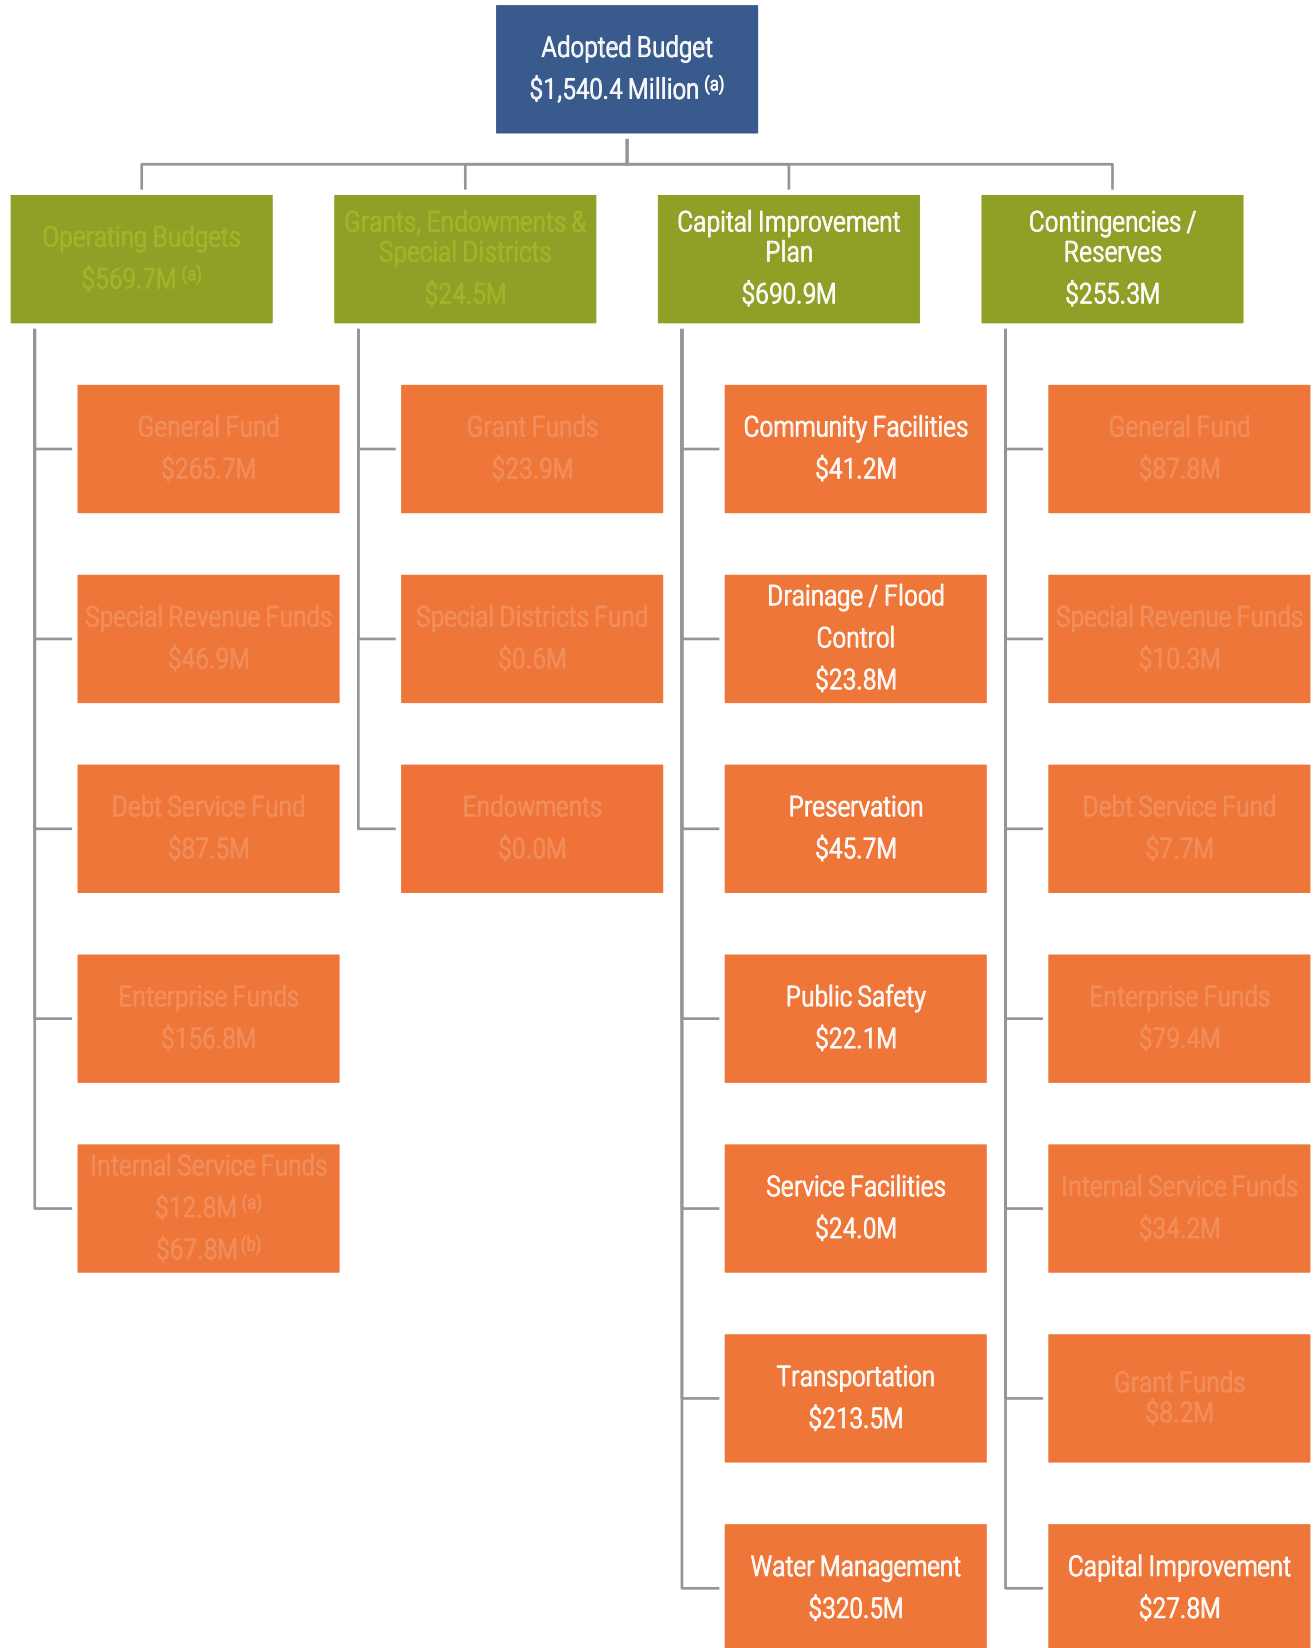 Adopted Budget
$1,540.4 Million (a)
Operating Budgets
$569.7M (a)
Grants, Endowments &
Special Districts
$24.5M
Capital Improvement
Plan
$690.9M
Contingencies /
Reserves
$255.3M
General Fund
$265.7M
Special Revenue Funds
$46.9M
Debt Service Fund
$87.5M
Enterprise Funds
$156.8M
Internal Service Funds
$12.8M (a)
$67.8M (b)
Grant Funds
$23.9M
Special Districts Fund
$0.6M
Endowments
$0.0M
Community Facilities
$41.2M
Drainage / Flood
Control
$23.8M
Preservation
$45.7M
Public Safety
$22.1M
Service Facilities
$24.0M
Transportation
$213.5M
Water Management
$320.5M
General Fund
$87.8M
Special Revenue Funds
$10.3M
Debt Service Fund
$7.7M
Enterprise Funds
$79.4M
Internal Service Funds
$34.2M
Grant Funds
$8.2M
Capital Improvement
$27.8M